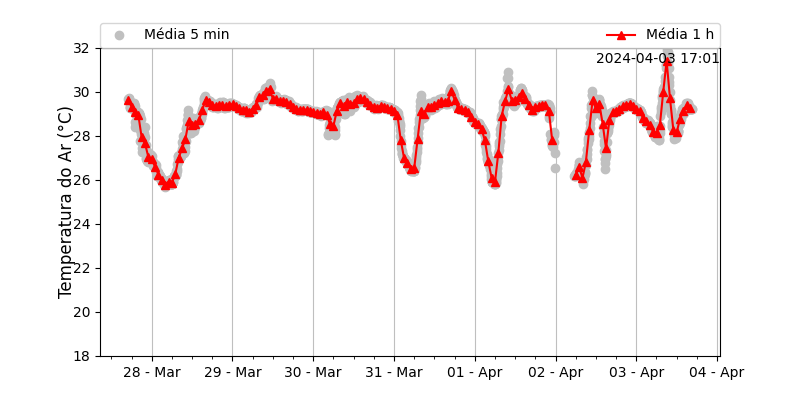 Média 5 min
Média 1 h
2024-04-03 17:01
Temperatura do Ar (°C)
32
30
28
26
24
22
20
18
28 - Mar
29 - Mar
30 - Mar
31 - Mar
01 - Apr
02 - Apr
03 - Apr
04 - Apr